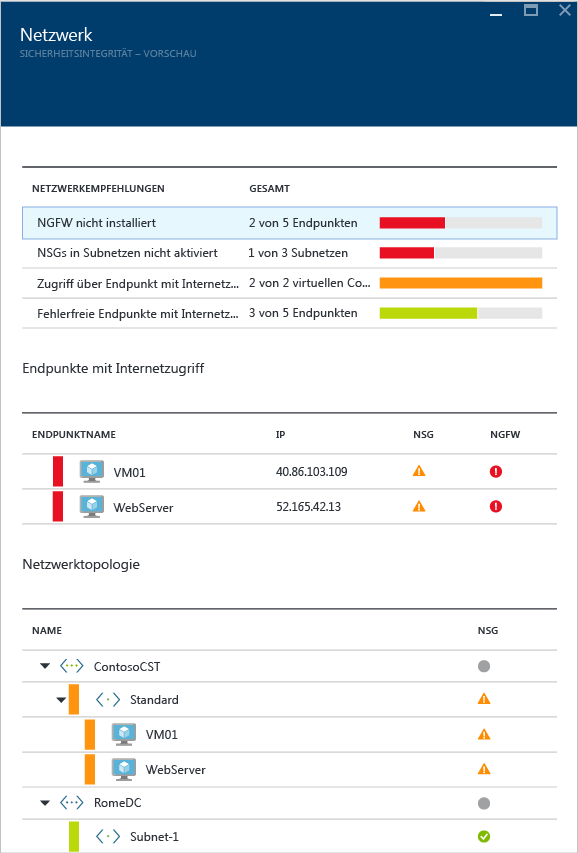 Netzwerk
SICHERHEITSINTEGRITÄT – VORSCHAU
NETZWERKEMPFEHLUNGEN GESAMT
NGFW nicht installiert 2 von 5 Endpunkten
NSGs in Subnetzen nicht aktiviert 1 von 3 Subnetzen
Zugriff über Endpunkt mit Internetz... 2 von 2 virtuellen Co...
Fehlerfreie Endpunkte mit Internetz... 3 von 5 Endpunkten
Endpunkte mit Internetzugriff
ENDPUNKTNAME IP NSG NGFW
VM01 40.86.103.109
WebServer 52.165.42.13
Netzwerktopologie
NAME NSG
ContosoCST
Standard
VM01
WebServer
RomeDC
Subnet-1